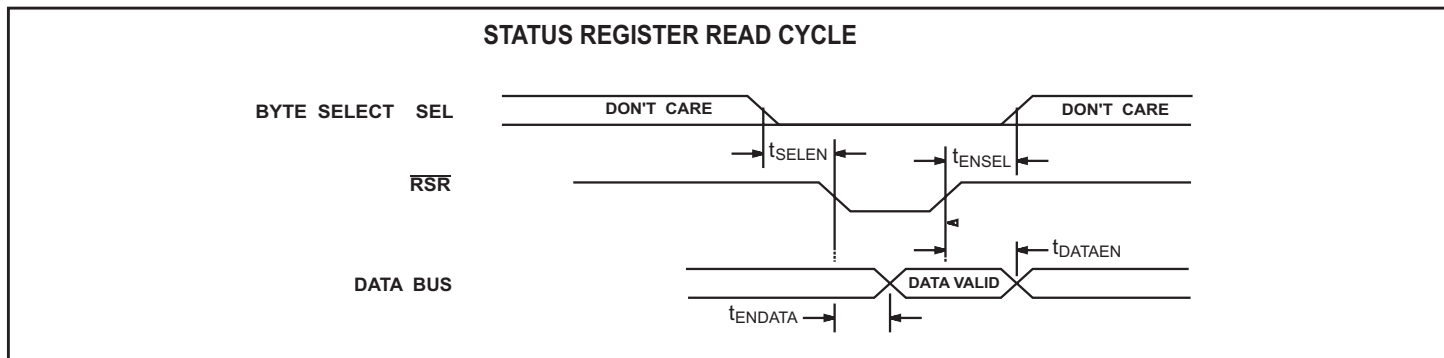 STATUS REGISTER READ CYCLE
BYTE SELECT SEL DON'T CARE DON'T CARE
tSELEN tENSEL
RSR
tDATAEN
DATA BUS DATA VALID
tENDATA